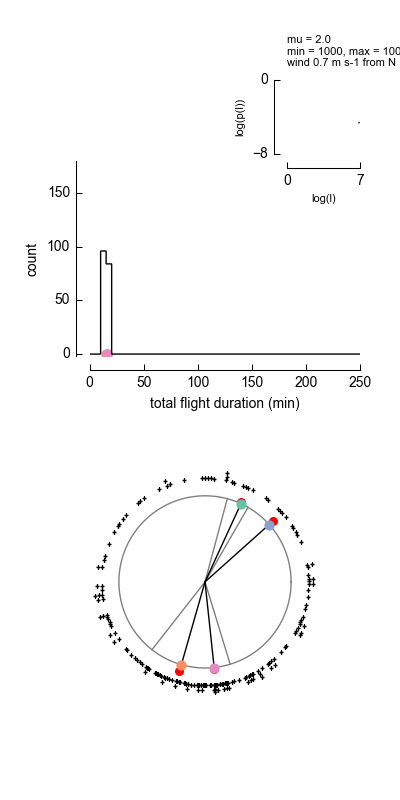 mu = 2.0
min = 1000, max = 100
wind 0.7 m s-1 from N
0
−8
log(p(l))
0 7
log(l)
150
100
50
0
count
0 50 100 150 200 250
total flight duration (min)